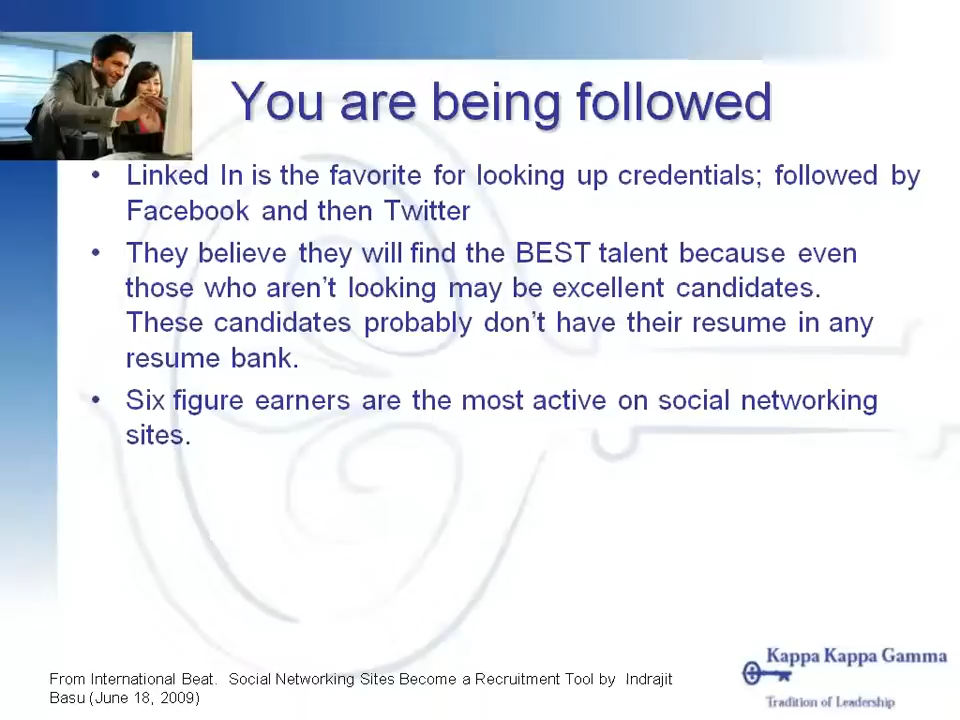 You are being followed
• Linked In is the favorite for looking up credentials; followed by
Facebook and then Twitter
• They believe they will find the BEST talent because even
those who aren’t looking may be excellent candidates.
These candidates probably don’t have their resume in any
resume bank.
• Six figure earners are the most active on social networking
sites.
From International Beat. Social Networking Sites Become a Recruitment Tool by Indrajit
Basu (June 18, 2009)
Kappa Kappa Gamma
Tradition of Leadership